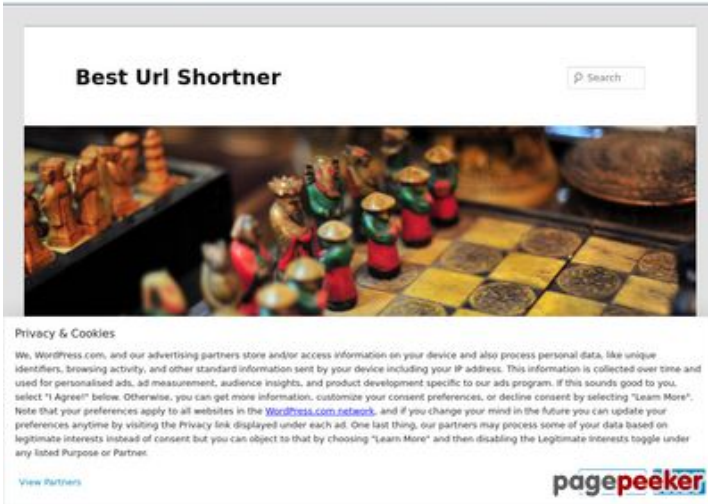 Best Url Shortner
Search
Privacy & Cookies
We, WordPress.com, and our advertising partners store and/or access information on your device and also process personal data, like unique
identifiers, browsing activity, and other standard information sent by your device including your IP address. This information is collected over time and
used for personalised ads, ad measurement, audience insights, and product development specific to our ads program. If this sounds good to you,
select "I Agree!" below. Otherwise, you can get more information, customize your consent preferences, or decline consent by selecting "Learn More".
Note that your preferences apply to all websites in the WordPress.com network, and if you change your mind in the future you can update your
preferences anytime by visiting the Privacy link displayed under each ad. One last thing, our partners may process some of your data based on
legitimate interests instead of consent but you can object to that by choosing "Learn More" and then disabling the Legitimate Interests toggle under
any listed Purpose or Partner.
View Partners
pagepeeker